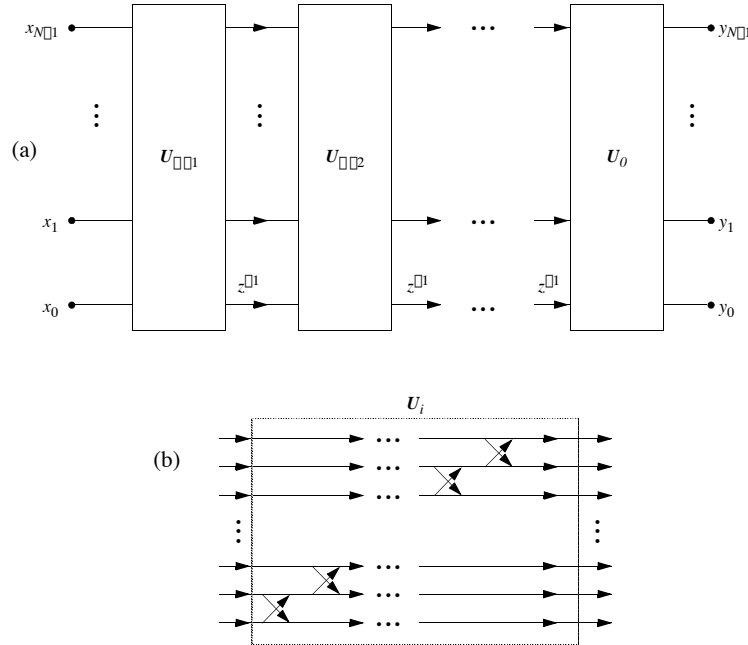 x_{N□1}
...
y_{N□1}
(a)
U_{□□1}
U_{□□2}
U_0
x_1
...
y_1
z^{□1}
z^{□1}
z^{□1}
x_0
...
y_0
U_i
(b)
...
...
...
...
...
...